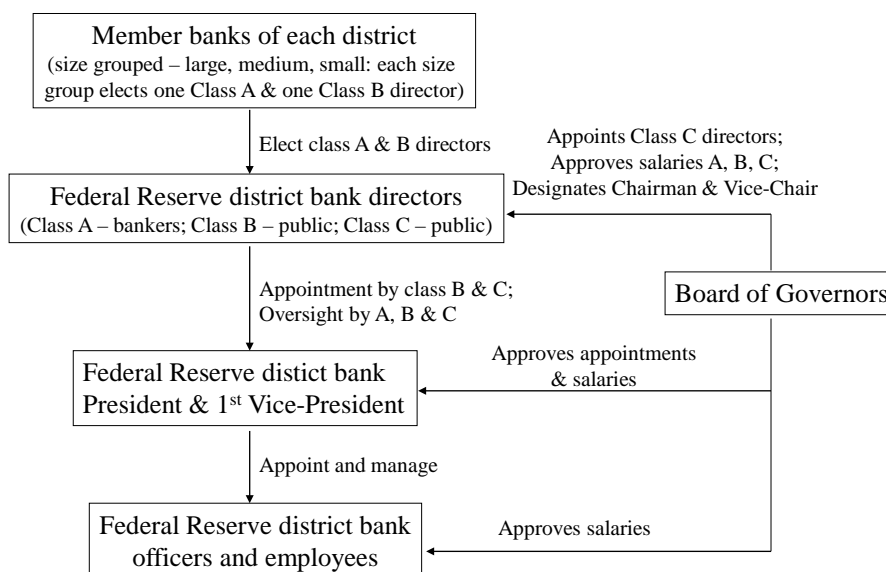 Member banks of each district
(size grouped – large, medium, small: each size
group elects one Class A & one Class B director)
Elect class A & B directors
Appoints Class C directors;
Approves salaries A, B, C;
Designates Chairman & Vice-Chair
Federal Reserve district bank directors
(Class A – bankers; Class B – public; Class C – public)
Appointment by class B & C;
Oversight by A, B & C
Board of Governors
Approves appointments
& salaries
Federal Reserve distict bank
President & 1st Vice-President
Appoint and manage
Federal Reserve district bank
officers and employees
Approves salaries